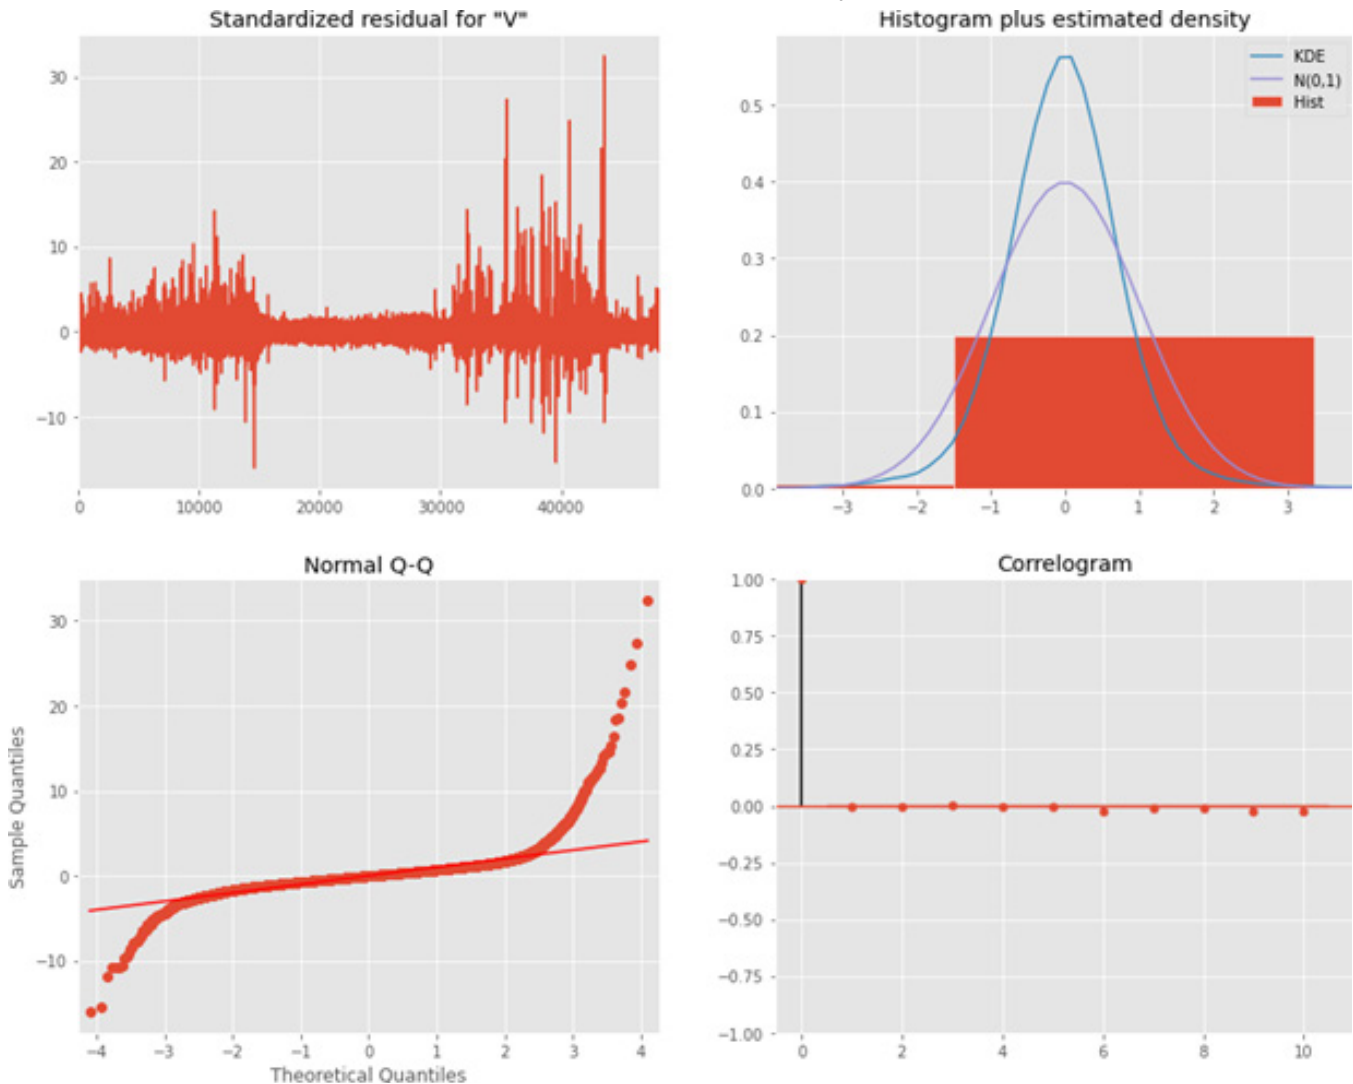 Standardized residual for "V"
30
20
10
0
−10
0 10000 20000 30000 40000
Histogram plus estimated density
KDE
N(0,1)
Hist
0.5
0.4
0.3
0.2
0.1
0.0
−3 −2 −1 0 1 2 3
Normal Q-Q
Sample Quantiles
30
20
10
0
−10
−4 −3 −2 −1 0 1 2 3 4
Theoretical Quantiles
Correlogram
1.00
0.75
0.50
0.25
0.00
−0.25
−0.50
−0.75
−1.00
0 2 4 6 8 10